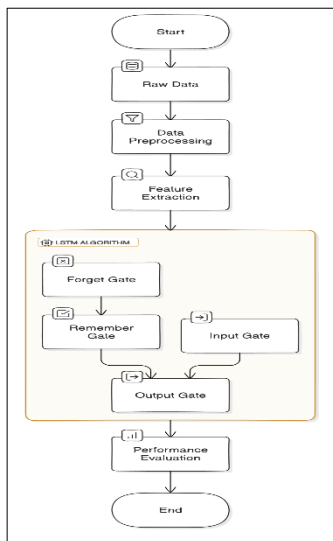 Start
Raw Data
Data
Preprocessing
Feature
Extraction
LSTM ALGORITHM
Forget Gate
Remember
Gate
Input Gate
Output Gate
Performance
Evaluation
End